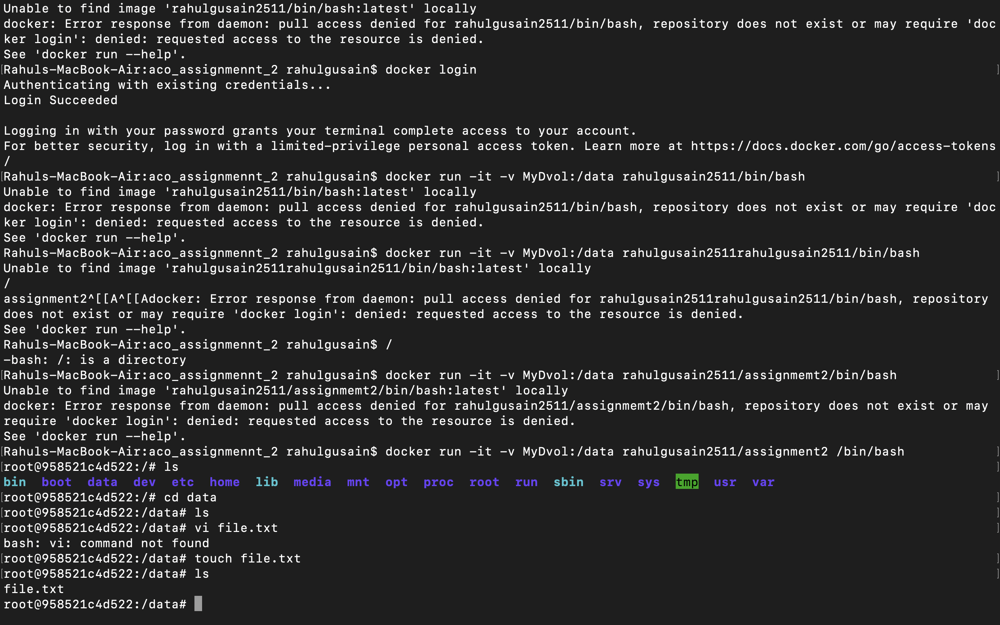 Unable to find image 'rahulgusain2511/bin/bash:latest' locally
docker: Error response from daemon: pull access denied for rahulgusain2511/bin/bash, repository does not exist or may require 'doc
ker login': denied: requested access to the resource is denied.
See 'docker run --help'.
[Rahuls-MacBook-Air:aco_assignmennt_2 rahulgusain$ docker login ]
Authenticating with existing credentials...
Login Succeeded

Logging in with your password grants your terminal complete access to your account.
For better security, log in with a limited-privilege personal access token. Learn more at https://docs.docker.com/go/access-tokens
/
[Rahuls-MacBook-Air:aco_assignmennt_2 rahulgusain$ docker run -it -v MyDvol:/data rahulgusain2511/bin/bash ]
Unable to find image 'rahulgusain2511/bin/bash:latest' locally
docker: Error response from daemon: pull access denied for rahulgusain2511/bin/bash, repository does not exist or may require 'doc
ker login': denied: requested access to the resource is denied.
See 'docker run --help'.
Rahuls-MacBook-Air:aco_assignmennt_2 rahulgusain$ docker run -it -v MyDvol:/data rahulgusain2511rahulgusain2511/bin/bash
Unable to find image 'rahulgusain2511rahulgusain2511/bin/bash:latest' locally
/
assignment2^[[A^[[Adocker: Error response from daemon: pull access denied for rahulgusain2511rahulgusain2511/bin/bash, repository
does not exist or may require 'docker login': denied: requested access to the resource is denied.
See 'docker run --help'.
Rahuls-MacBook-Air:aco_assignmennt_2 rahulgusain$ /
-bash: /: is a directory
[Rahuls-MacBook-Air:aco_assignmennt_2 rahulgusain$ docker run -it -v MyDvol:/data rahulgusain2511/assignmemt2/bin/bash ]
Unable to find image 'rahulgusain2511/assignmemt2/bin/bash:latest' locally
docker: Error response from daemon: pull access denied for rahulgusain2511/assignmemt2/bin/bash, repository does not exist or may
require 'docker login': denied: requested access to the resource is denied.
See 'docker run --help'.
[Rahuls-MacBook-Air:aco_assignmennt_2 rahulgusain$ docker run -it -v MyDvol:/data rahulgusain2511/assignment2 /bin/bash ]
[root@958521c4d522:/# ls ]
bin boot data dev etc home lib media mnt opt proc root run sbin srv sys tmp usr var
[root@958521c4d522:/# cd data ]
[root@958521c4d522:/data# ls ]
[root@958521c4d522:/data# vi file.txt ]
bash: vi: command not found
[root@958521c4d522:/data# touch file.txt ]
[root@958521c4d522:/data# ls ]
file.txt
root@958521c4d522:/data#